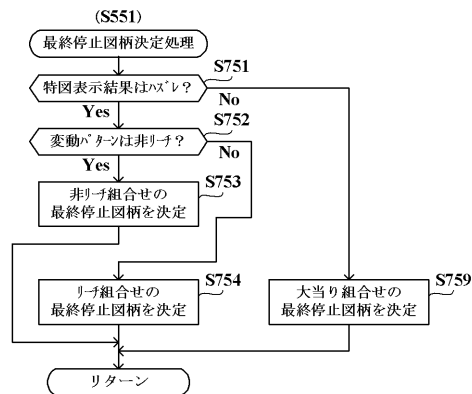 (S551)
最終停止図柄決定処理
S751
特図表示結果はﾊｽﾞﾚ？
Yes
No
S752
変動ﾊﾟﾀｰﾝは非ﾘｰﾁ？
Yes
No
S753
非ﾘｰﾁ組合せの
最終停止図柄を決定
S754
ﾘｰﾁ組合せの
最終停止図柄を決定
S759
大当り組合せの
最終停止図柄を決定
リターン